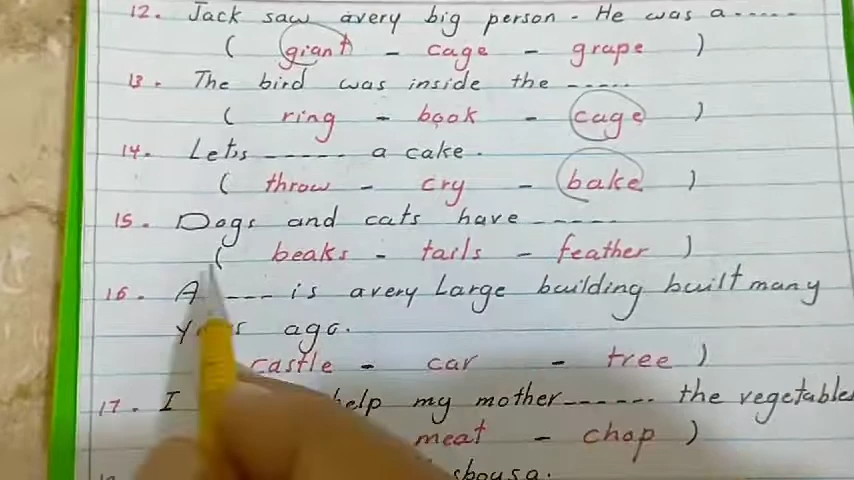 12. Jack saw avery big person - He was a-----
( giant - cage - grape )
13. The bird was inside the -----
( ring - book - cage )
14. Let,s ------ a cake.
( throw - cry - bake )
15. Dogs and cats have -----
( beaks - tails - feather )
16. A ---- is avery Large building built many
ago.
castle - car - tree )
17. I help my mother------ the vegetables
meat - chop )